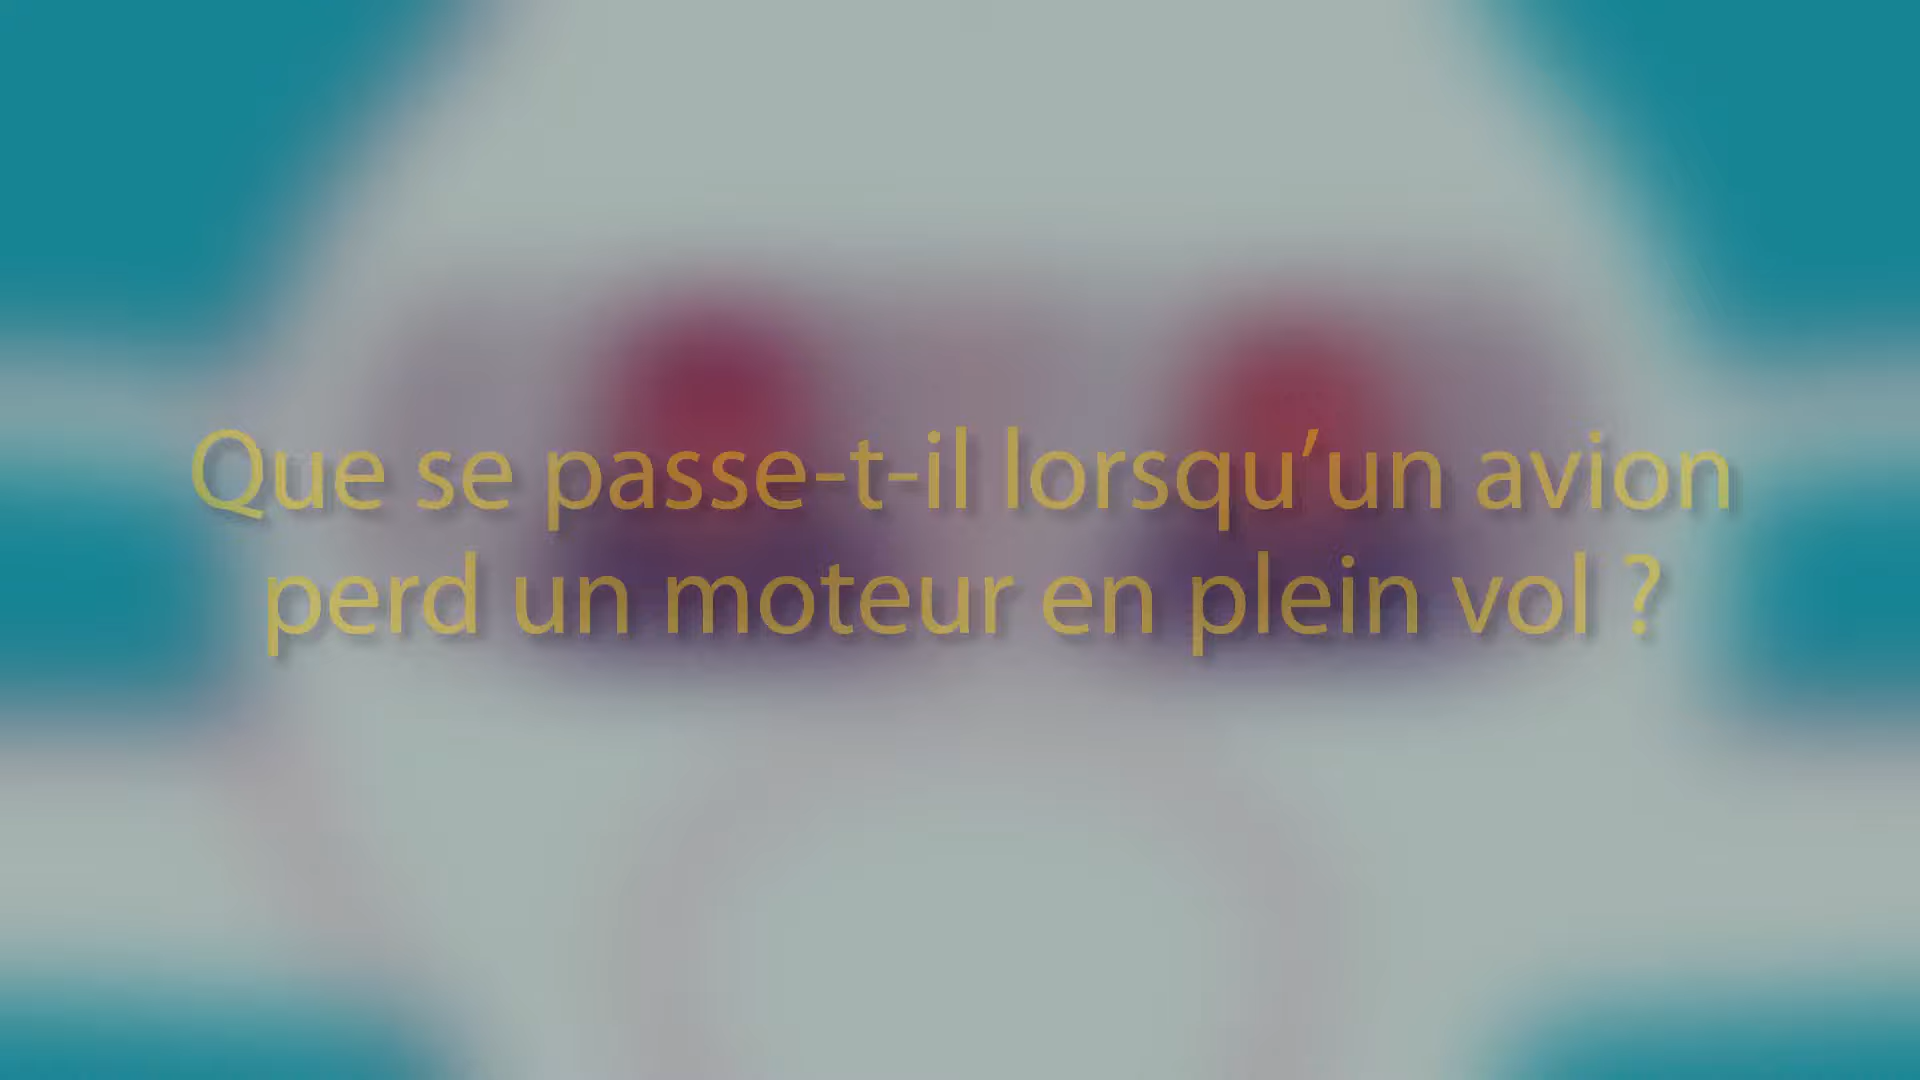 Que se passe-t-il lorsqu’un avion
perd un moteur en plein vol ?